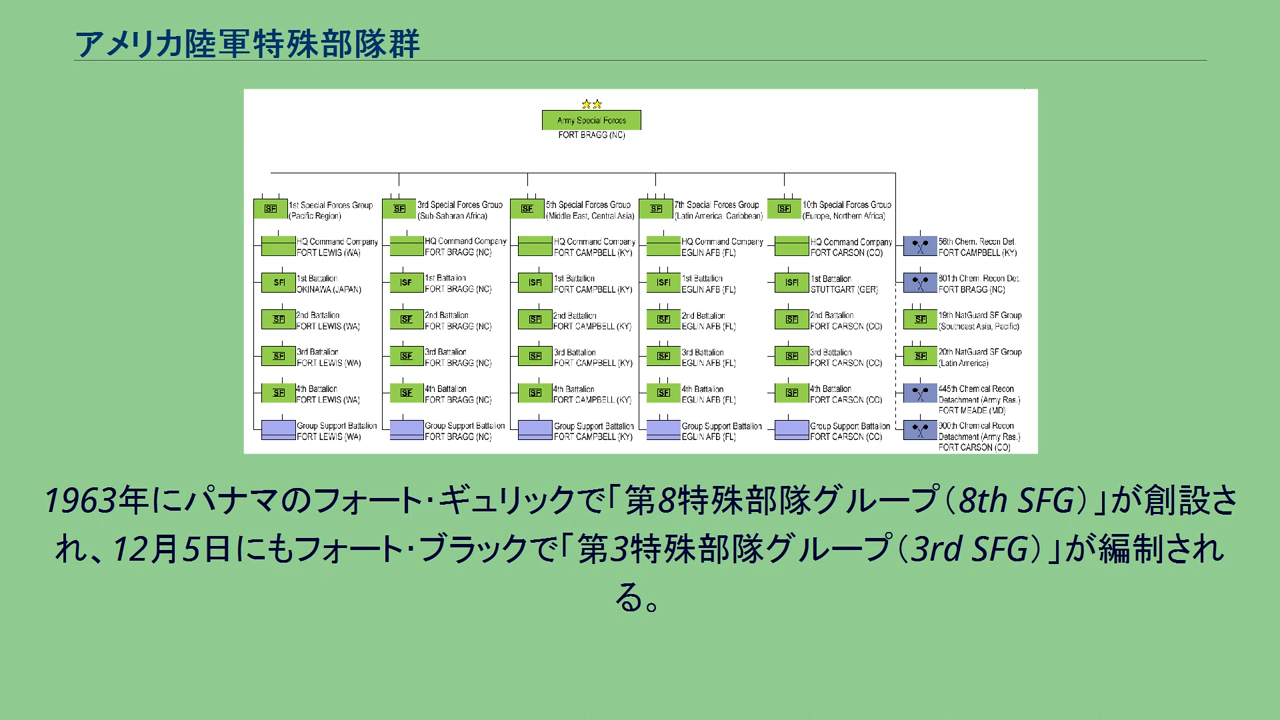 アメリカ陸軍特殊部隊群
Army Special Forces
FORT BRAGG (NC)
1st Special Forces Group
(Pacific Region)
HQ Command Company
FORT LEWIS (WA)
1st Battalion
OKINAWA (JAPAN)
2nd Battalion
FORT LEWIS (WA)
3rd Battalion
FORT LEWIS (WA)
4th Battalion
FORT LEWIS (WA)
Group Support Battalion
FORT LEWIS (WA)
3rd Special Forces Group
(Sub-Saharan Africa)
HQ Command Company
FORT BRAGG (NC)
1st Battalion
FORT BRAGG (NC)
2nd Battalion
FORT BRAGG (NC)
3rd Battalion
FORT BRAGG (NC)
4th Battalion
FORT BRAGG (NC)
Group Support Battalion
FORT BRAGG (NC)
5th Special Forces Group
(Middle East, Central Asia)
HQ Command Company
FORT CAMPBELL (KY)
1st Battalion
FORT CAMPBELL (KY)
2nd Battalion
FORT CAMPBELL (KY)
3rd Battalion
FORT CAMPBELL (KY)
4th Battalion
FORT CAMPBELL (KY)
Group Support Battalion
FORT CAMPBELL (KY)
7th Special Forces Group
(Latin America, Caribbean)
HQ Command Company
EGLIN AFB (FL)
1st Battalion
EGLIN AFB (FL)
2nd Battalion
EGLIN AFB (FL)
3rd Battalion
EGLIN AFB (FL)
4th Battalion
EGLIN AFB (FL)
Group Support Battalion
EGLIN AFB (FL)
10th Special Forces Group
(Europe, Northern Africa)
HQ Command Company
FORT CARSON (CO)
1st Battalion
STUTTGART (GER)
2nd Battalion
FORT CARSON (CO)
3rd Battalion
FORT CARSON (CO)
4th Battalion
FORT CARSON (CO)
Group Support Battalion
FORT CARSON (CO)
56th Chem. Recon Det.
FORT CAMPBELL (KY)
801th Chem. Recon Det.
FORT BRAGG (NC)
19th NatGuard SF Group
(Southeast Asia, Pacific)
20th NatGuard SF Group
(Latin America)
445th Chemical Recon
Detachment (Army Res.)
FORT MEADE (MD)
900th Chemical Recon
Detachment (Army Res.)
FORT CARSON (CO)
1963年にパナマのフォート・ギュリックで「第8特殊部隊グループ（8th SFG）」が創設さ
れ、12月5日にもフォート・ブラックで「第3特殊部隊グループ（3rd SFG）」が編制され
る。